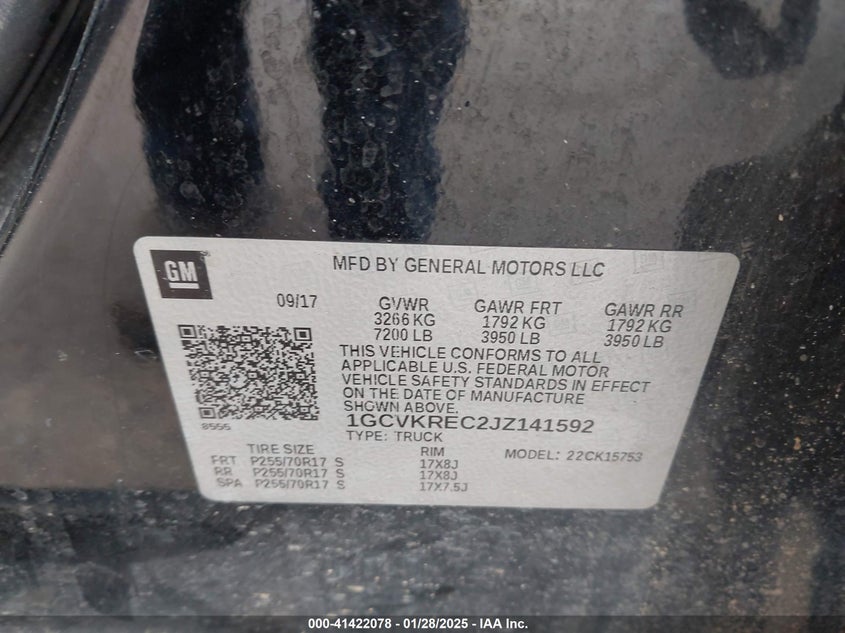 GM
MFD BY GENERAL MOTORS LLC
09/17
GVWR GAWR FRT GAWR RR
3266 KG 1792 KG 1792 KG
7200 LB 3950 LB 3950 LB
THIS VEHICLE CONFORMS TO ALL
APPLICABLE U.S. FEDERAL MOTOR
VEHICLE SAFETY STANDARDS IN EFFECT
ON THE DATE OF MANUFACTURE
SHOWN ABOVE.
8555
1GCVKREC2JZ141592
TYPE: TRUCK
TIRE SIZE RIM MODEL: 22CK15753
FRT P255/70R17 S 17X8J
RR P255/70R17 S 17X8J
SPA P255/70R17 S 17X7.5J
000-41422078 - 01/28/2025 - IAA Inc.